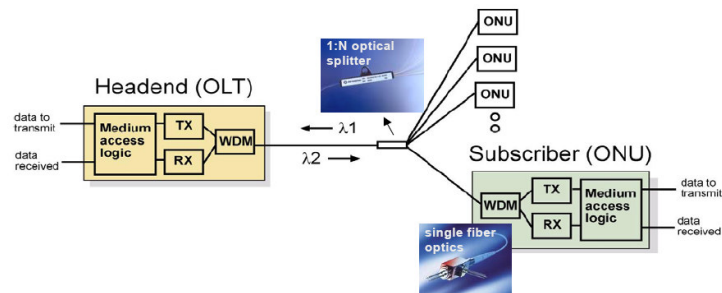 1:N optical
splitter
ONU
ONU
ONU
Headend (OLT)
data to
transmit
data
received
Medium
access
logic
TX
RX
WDM
λ1
λ2
Subscriber (ONU)
WDM
TX
RX
Medium
access
logic
data to
transmit
data
received
single fiber
optics